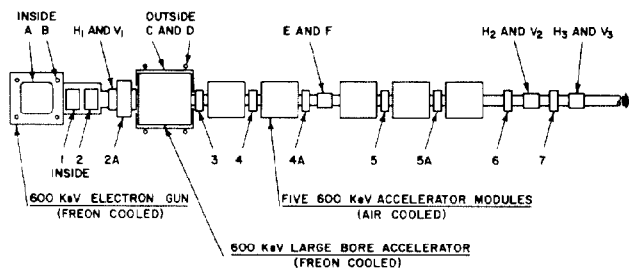 INSIDE
A B
H1 AND V1
OUTSIDE
C AND D
E AND F
H2 AND V2
H3 AND V3
1 2
INSIDE
2A
3
4
4A
5
5A
6
7
600 KeV ELECTRON GUN
(FREON COOLED)
FIVE 600 KeV ACCELERATOR MODULES
(AIR COOLED)
600 KeV LARGE BORE ACCELERATOR
(FREON COOLED)